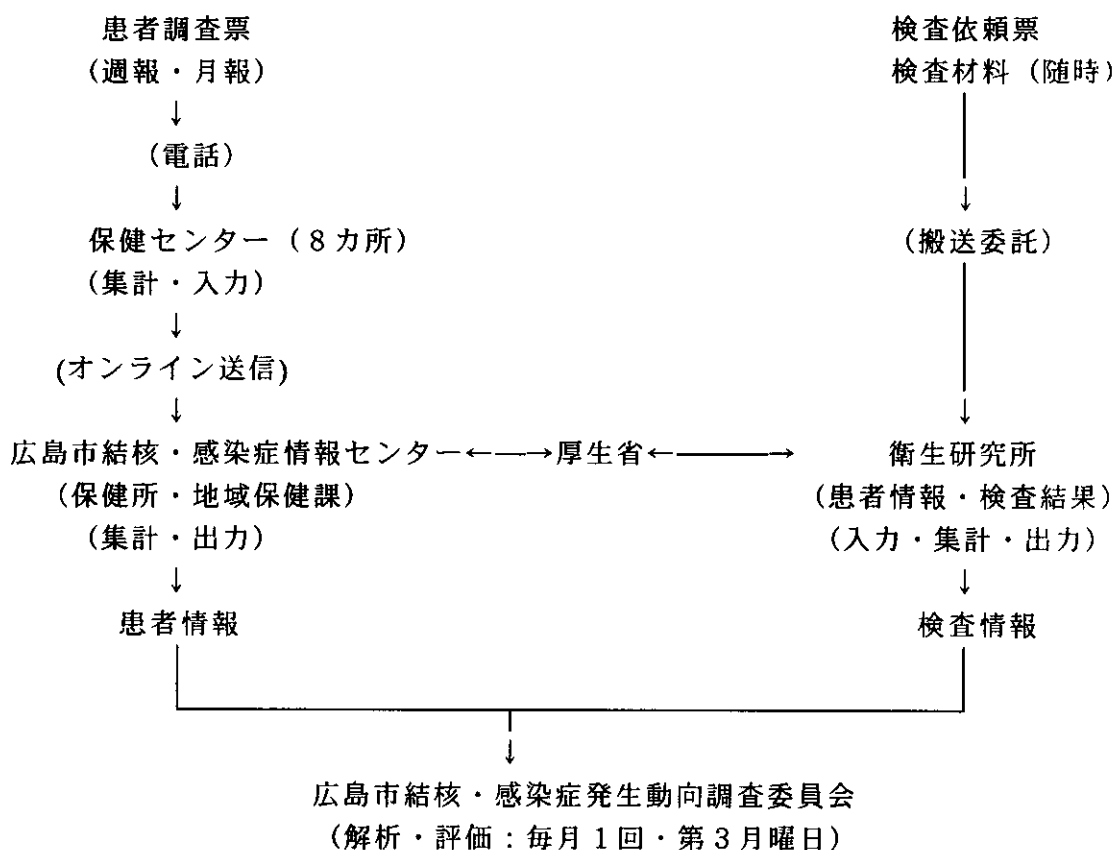 患者調査票
(週報・月報)
↓
(電話)
↓
保健センター(8カ所)
(集計・入力)
↓
(オンライン送信)
↓
検査依頼票
検査材料(随時)
↓
(搬送委託)
↓
広島市結核・感染症情報センター←→厚生省←→衛生研究所
(保健所・地域保健課)
(集計・出力)
↓
患者情報
(患者情報・検査結果)
(入力・集計・出力)
↓
検査情報
↓
広島市結核・感染症発生動向調査委員会
(解析・評価:毎月1回・第3月曜日)